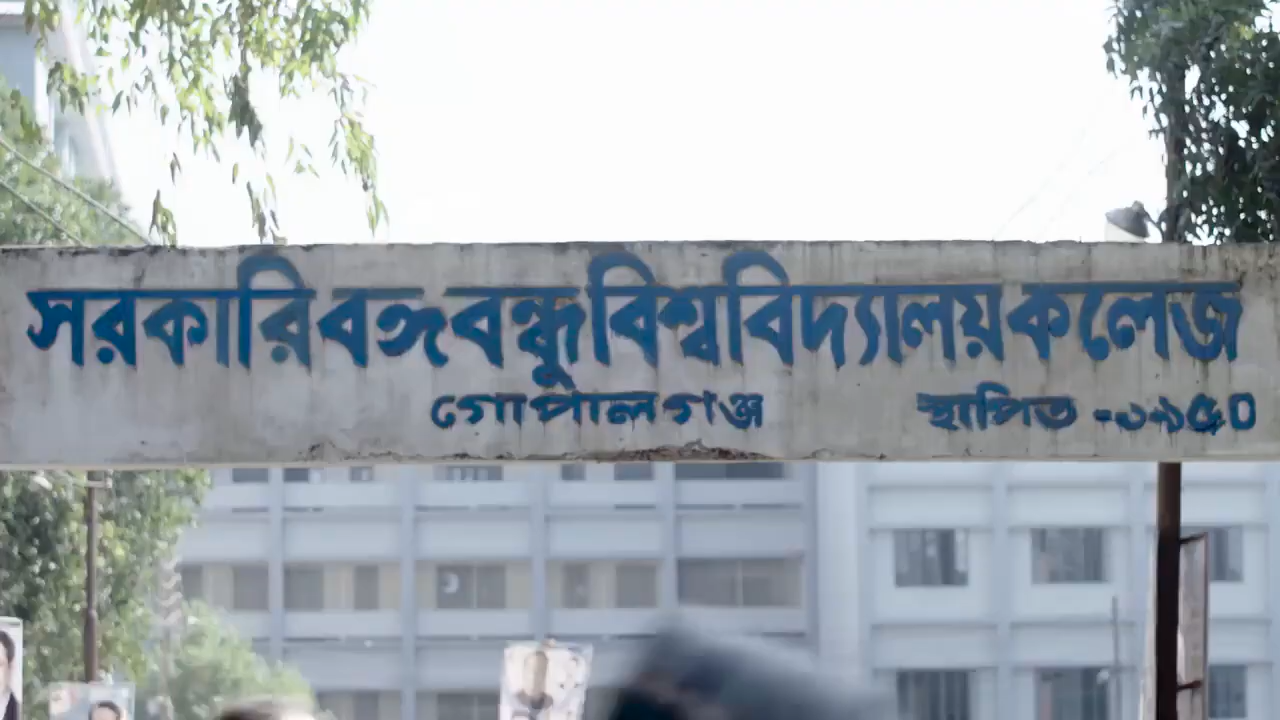 সরকারি বঙ্গবন্ধু বিশ্ববিদ্যালয় কলেজ
গোপালগঞ্জ স্থাপিত -১৯৫০